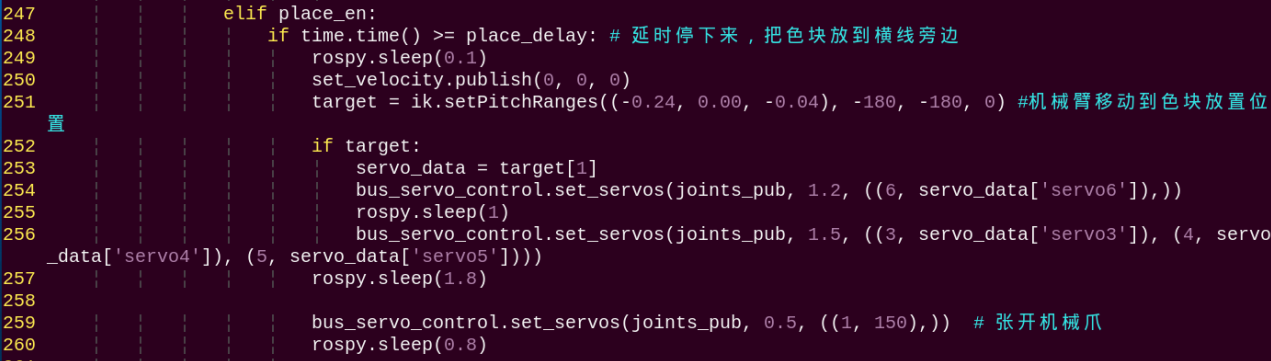 247 elif place_en:
248 if time.time() >= place_delay: # 延时停下来，把色块放到横线旁边
249 rospy.sleep(0.1)
250 set_velocity.publish(0, 0, 0)
251 target = ik.setPitchRanges((-0.24, 0.00, -0.04), -180, -180, 0) #机械臂移动到色块放置位
置
252 if target:
253 servo_data = target[1]
254 bus_servo_control.set_servos(joints_pub, 1.2, ((6, servo_data['servo6']),))
255 rospy.sleep(1)
256 bus_servo_control.set_servos(joints_pub, 1.5, ((3, servo_data['servo3']), (4, servo
_data['servo4']), (5, servo_data['servo5'])))
257 rospy.sleep(1.8)
258
259 bus_servo_control.set_servos(joints_pub, 0.5, ((1, 150),)) # 张开机械爪
260 rospy.sleep(0.8)